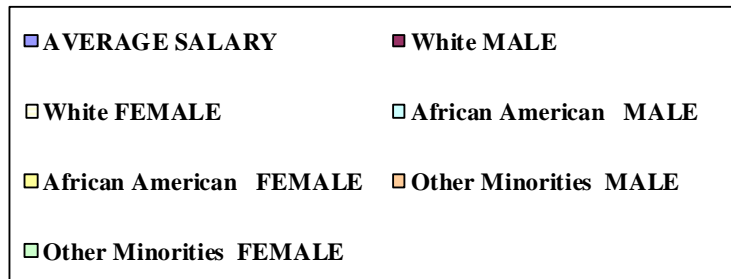 AVERAGE SALARY White MALE
White FEMALE African American MALE
African American FEMALE Other Minorities MALE
Other Minorities FEMALE